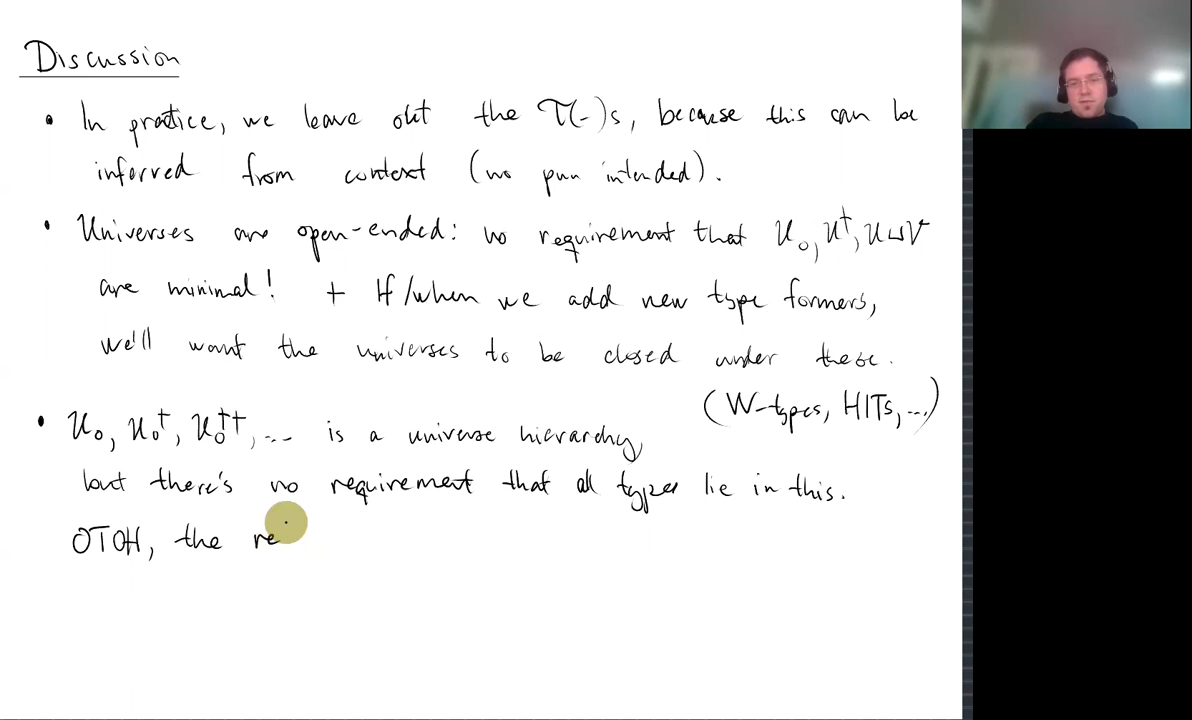 Discussion
• In practice, we leave out the T(-)s, because this can be
inferred from context (no pun intended).
• Universes are open-ended: no requirement that U₀, U⁺, U⊔V
are minimal! + If/when we add new type formers,
we'll want the universes to be closed under these.
(W-types, HITs, ...)
• U₀, U₀⁺, U₀⁺⁺, ... is a universe hierarchy,
but there's no requirement that all types lie in this.
OTOH, the re